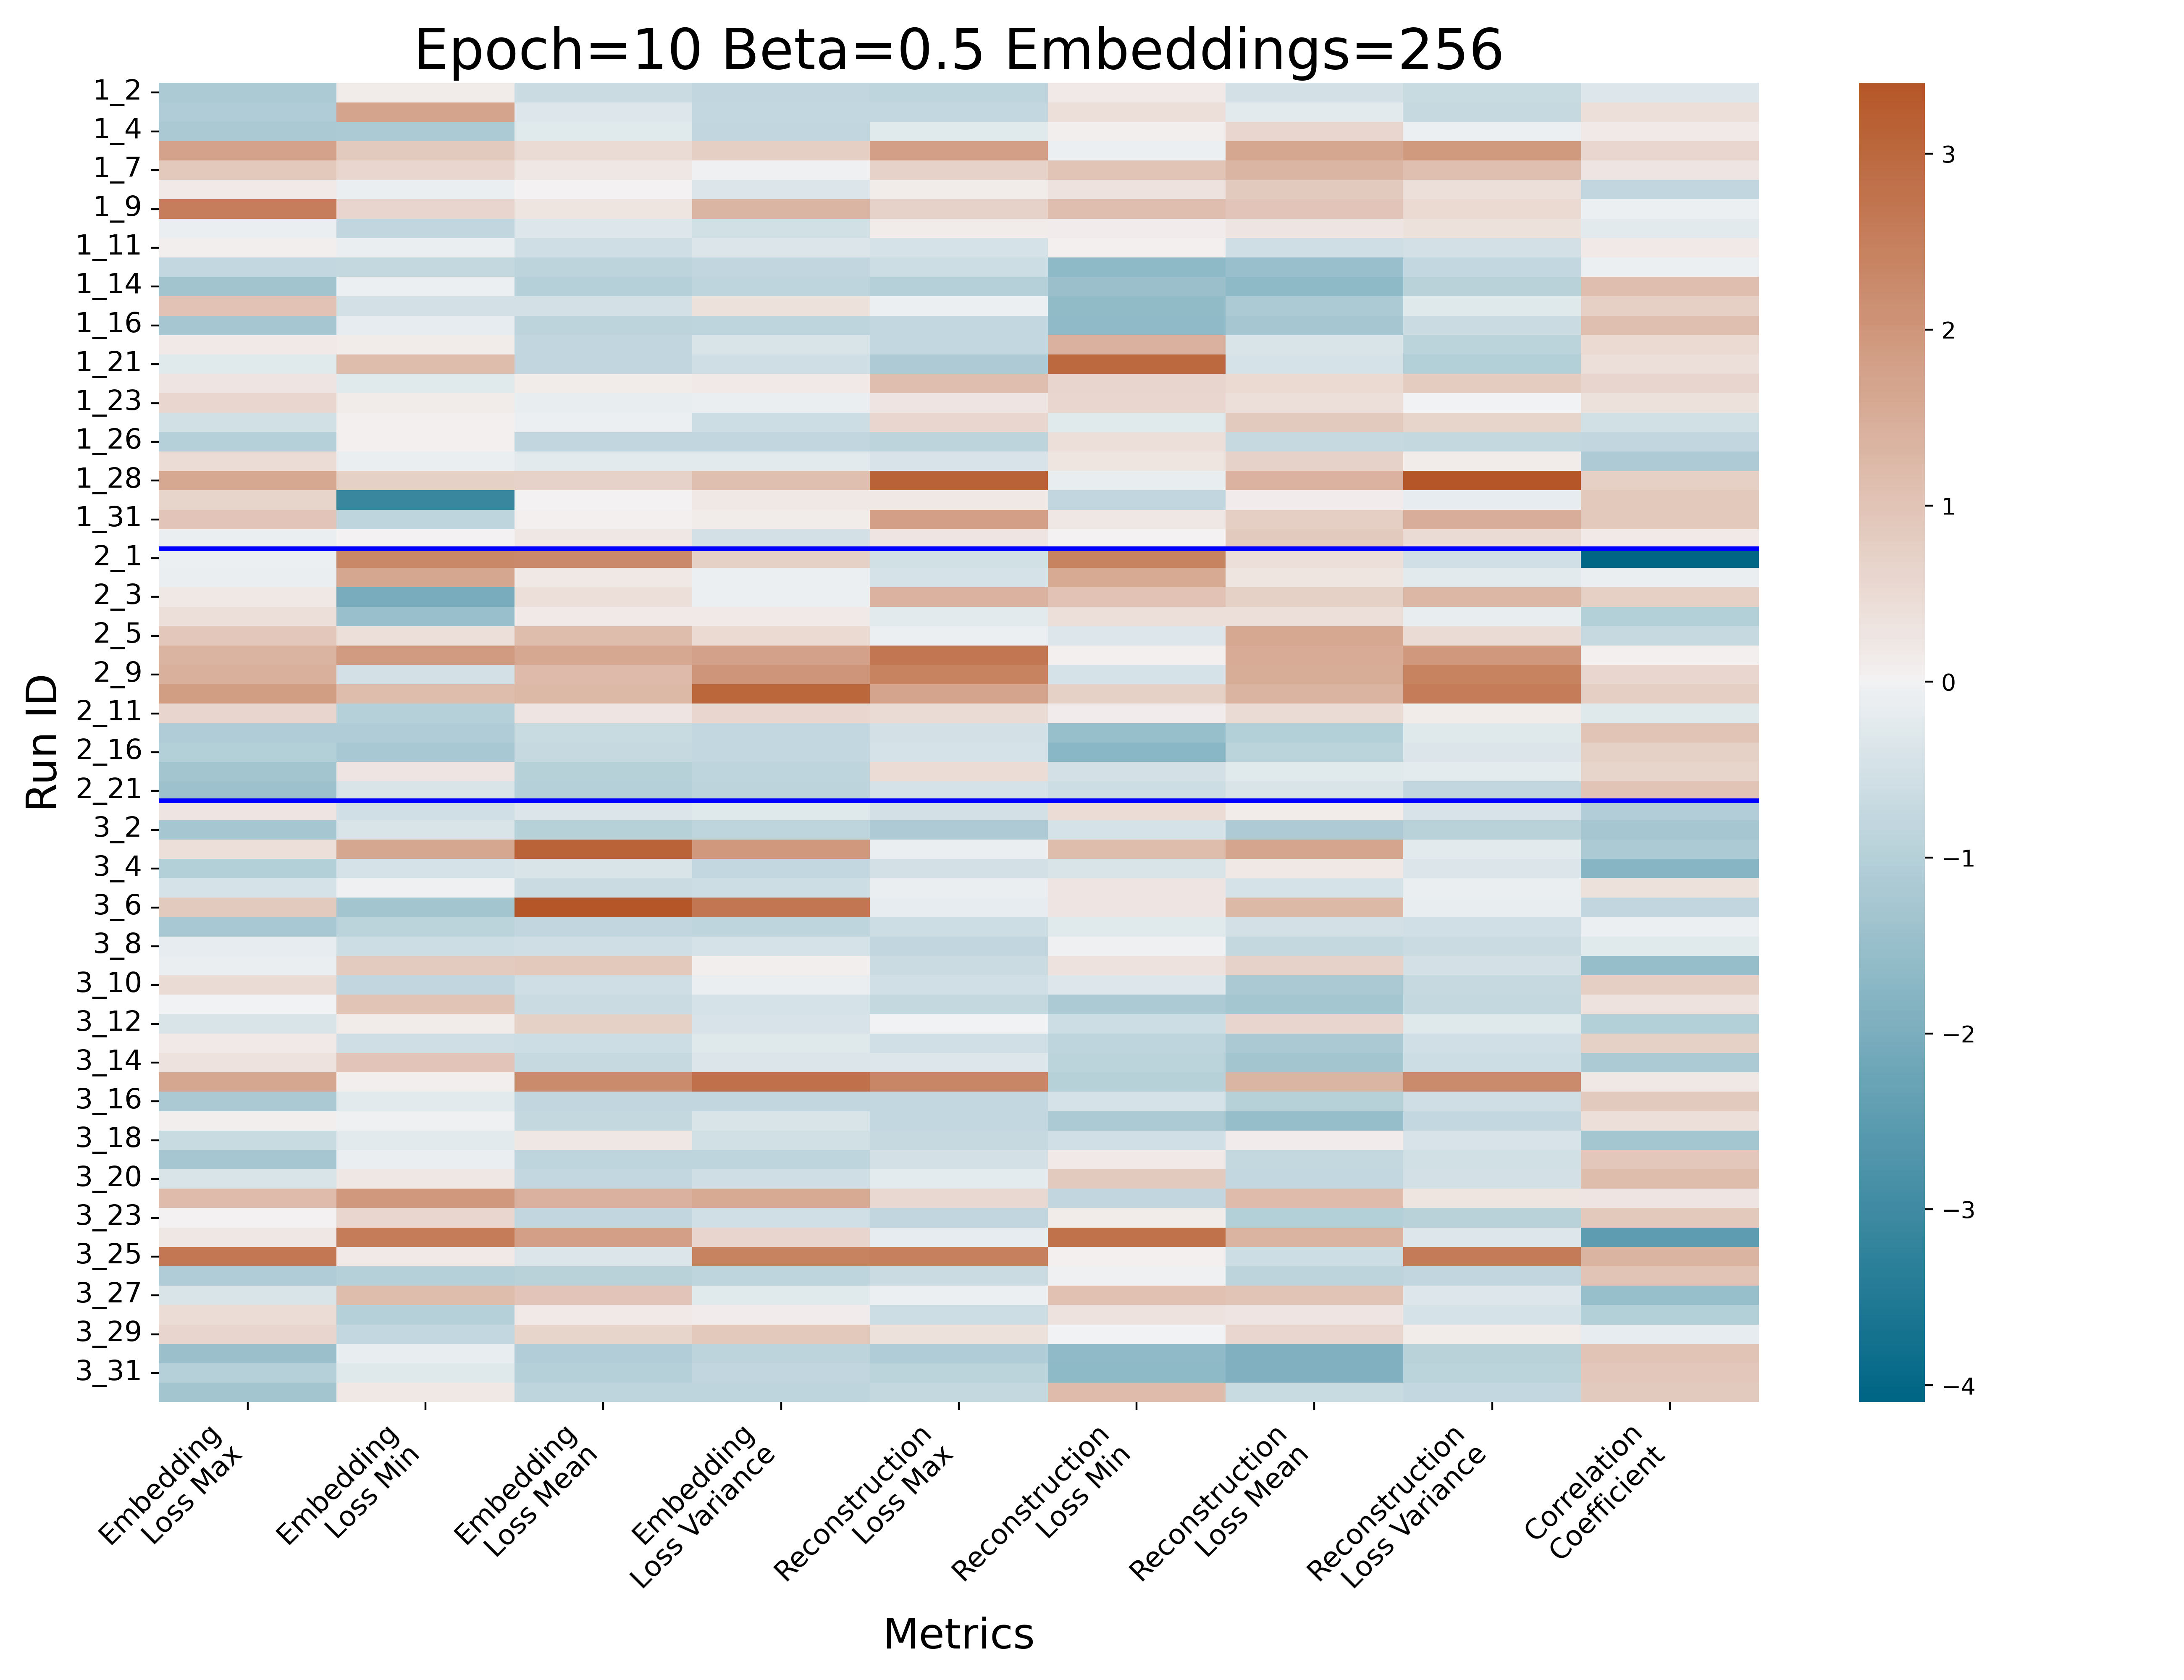 Epoch=10 Beta=0.5 Embeddings=256
Run ID
1_2
1_4
1_7
1_9
1_11
1_14
1_16
1_21
1_23
1_26
1_28
1_31
2_1
2_3
2_5
2_9
2_11
2_16
2_21
3_2
3_4
3_6
3_8
3_10
3_12
3_14
3_16
3_18
3_20
3_23
3_25
3_27
3_29
3_31
Embedding
Loss Max
Embedding
Loss Min
Embedding
Loss Mean
Embedding
Loss Variance
Reconstruction
Loss Max
Reconstruction
Loss Min
Reconstruction
Loss Mean
Reconstruction
Loss Variance
Correlation
Coefficient
Metrics
3
2
1
0
−1
−2
−3
−4